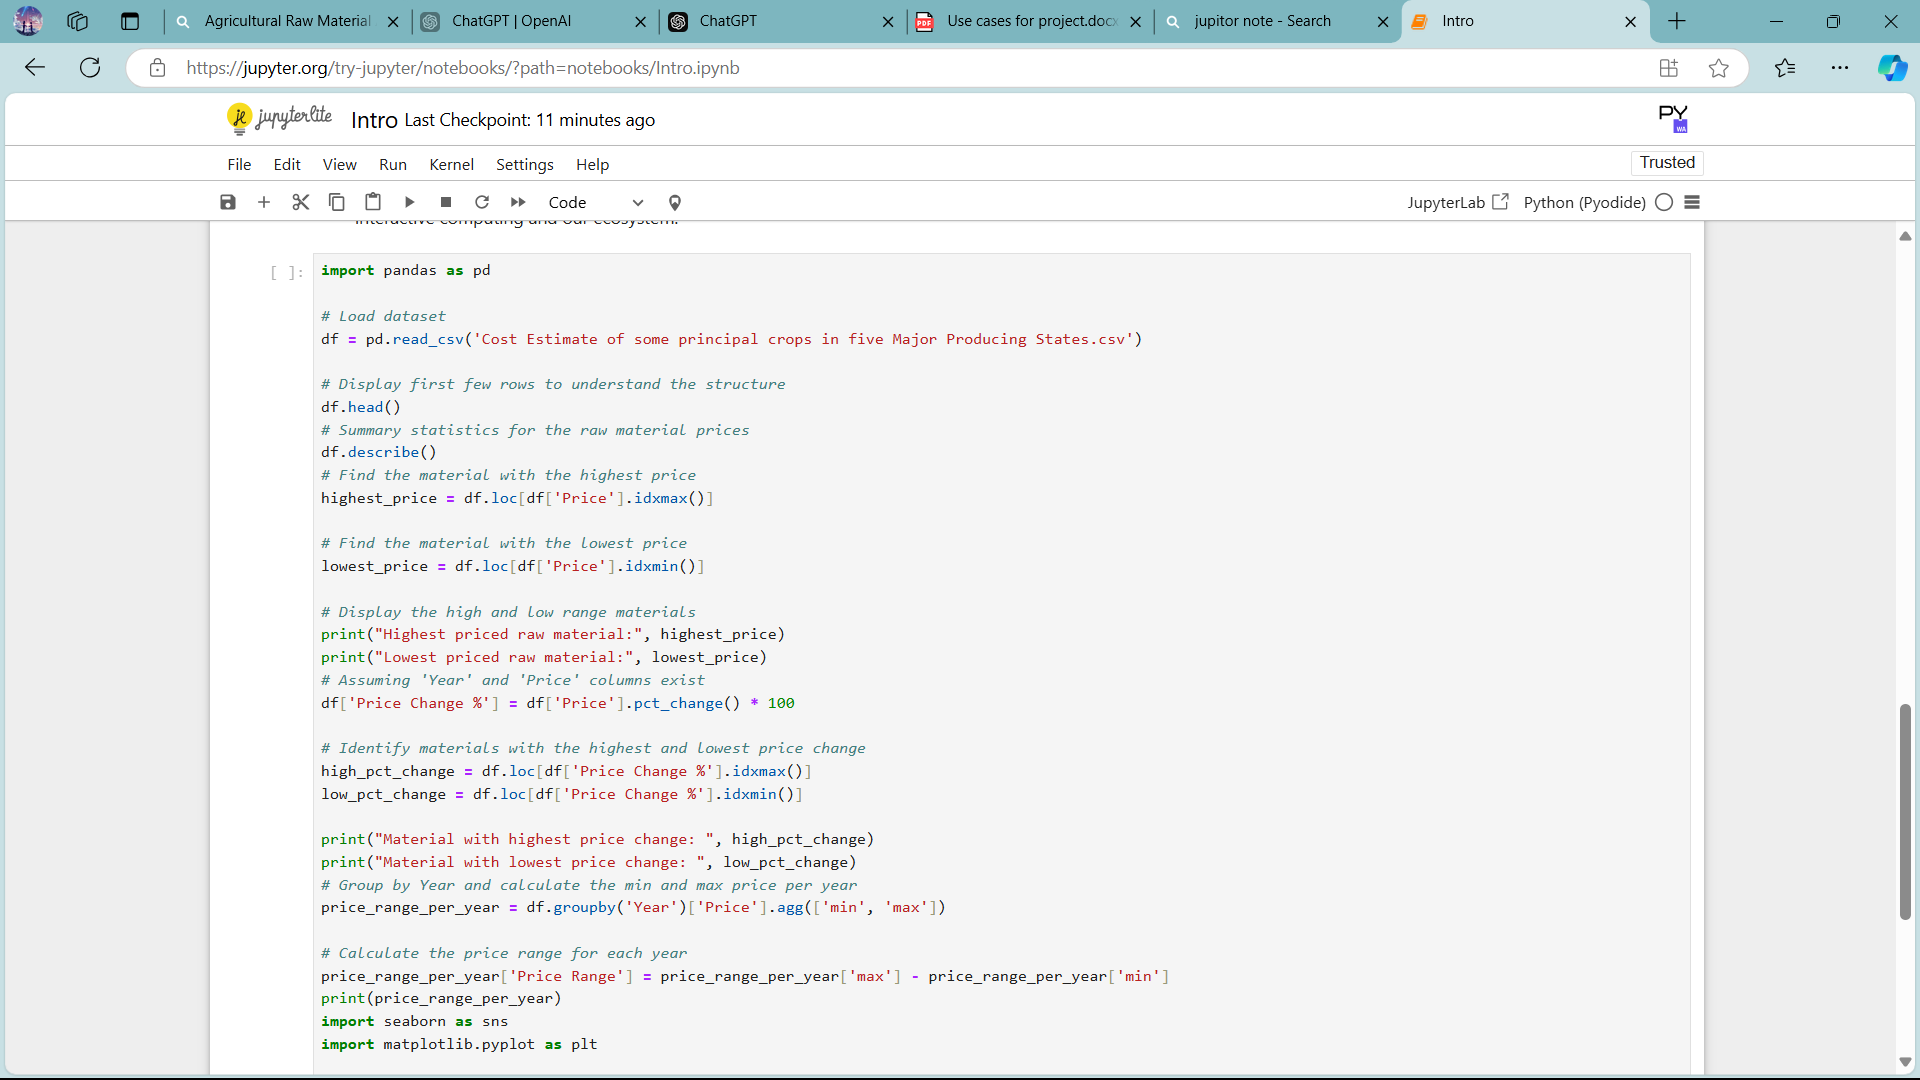 Agricultural Raw Material
ChatGPT | OpenAI
ChatGPT
Use cases for project.docx
jupitor note - Search
Intro
https://jupyter.org/try-jupyter/notebooks/?path=notebooks/Intro.ipynb
jupyterlite
Intro Last Checkpoint: 11 minutes ago
PY
WA
File Edit View Run Kernel Settings Help
Trusted
Code
JupyterLab
Python (Pyodide)
interactive computing and our ecosystem.
[ ]:
import pandas as pd
# Load dataset
df = pd.read_csv('Cost Estimate of some principal crops in five Major Producing States.csv')
# Display first few rows to understand the structure
df.head()
# Summary statistics for the raw material prices
df.describe()
# Find the material with the highest price
highest_price = df.loc[df['Price'].idxmax()]
# Find the material with the lowest price
lowest_price = df.loc[df['Price'].idxmin()]
# Display the high and low range materials
print("Highest priced raw material:", highest_price)
print("Lowest priced raw material:", lowest_price)
# Assuming 'Year' and 'Price' columns exist
df['Price Change %'] = df['Price'].pct_change() * 100
# Identify materials with the highest and lowest price change
high_pct_change = df.loc[df['Price Change %'].idxmax()]
low_pct_change = df.loc[df['Price Change %'].idxmin()]
print("Material with highest price change: ", high_pct_change)
print("Material with lowest price change: ", low_pct_change)
# Group by Year and calculate the min and max price per year
price_range_per_year = df.groupby('Year')['Price'].agg(['min', 'max'])
# Calculate the price range for each year
price_range_per_year['Price Range'] = price_range_per_year['max'] - price_range_per_year['min']
print(price_range_per_year)
import seaborn as sns
import matplotlib.pyplot as plt